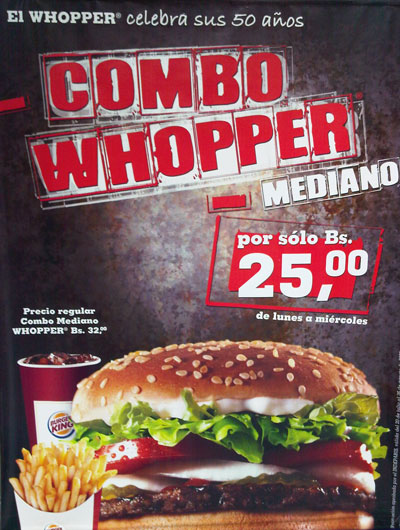 El WHOPPER® celebra sus 50 años
COMBO
WHOPPER®
MEDIANO
por sólo Bs.
25,00
de lunes a miércoles
Precio regular
Combo Mediano
WHOPPER® Bs. 32,00
BURGER
KING